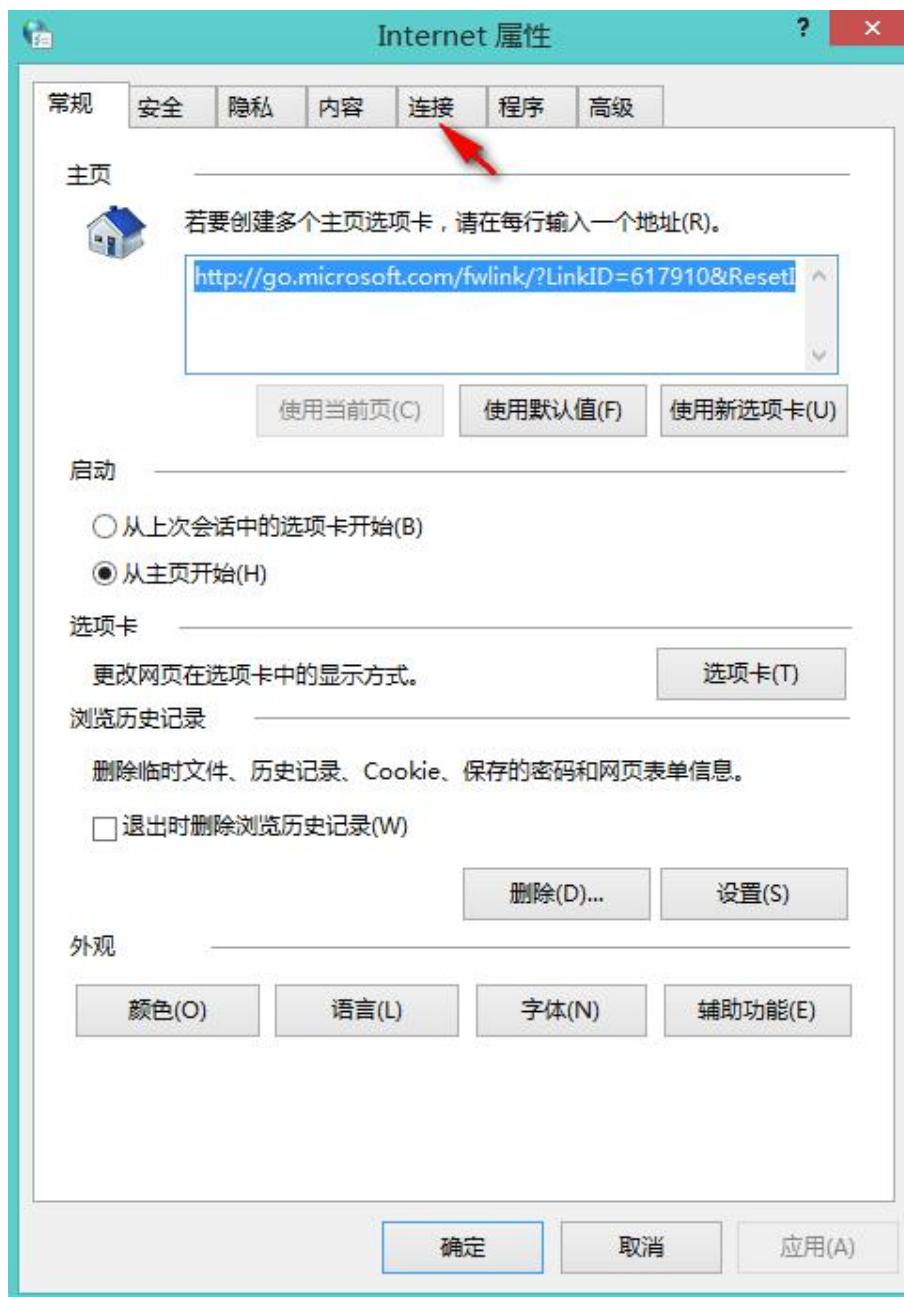 Internet 属性
?
常规 安全 隐私 内容 连接 程序 高级
主页
若要创建多个主页选项卡，请在每行输入一个地址(R)。
http://go.microsoft.com/fwlink/?LinkID=617910&ResetI
使用当前页(C) 使用默认值(F) 使用新选项卡(U)
启动
从上次会话中的选项卡开始(B)
从主页开始(H)
选项卡
更改网页在选项卡中的显示方式。 选项卡(T)
浏览历史记录
删除临时文件、历史记录、Cookie、保存的密码和网页表单信息。
退出时删除浏览历史记录(W)
删除(D)... 设置(S)
外观
颜色(O) 语言(L) 字体(N) 辅助功能(E)
确定 取消 应用(A)